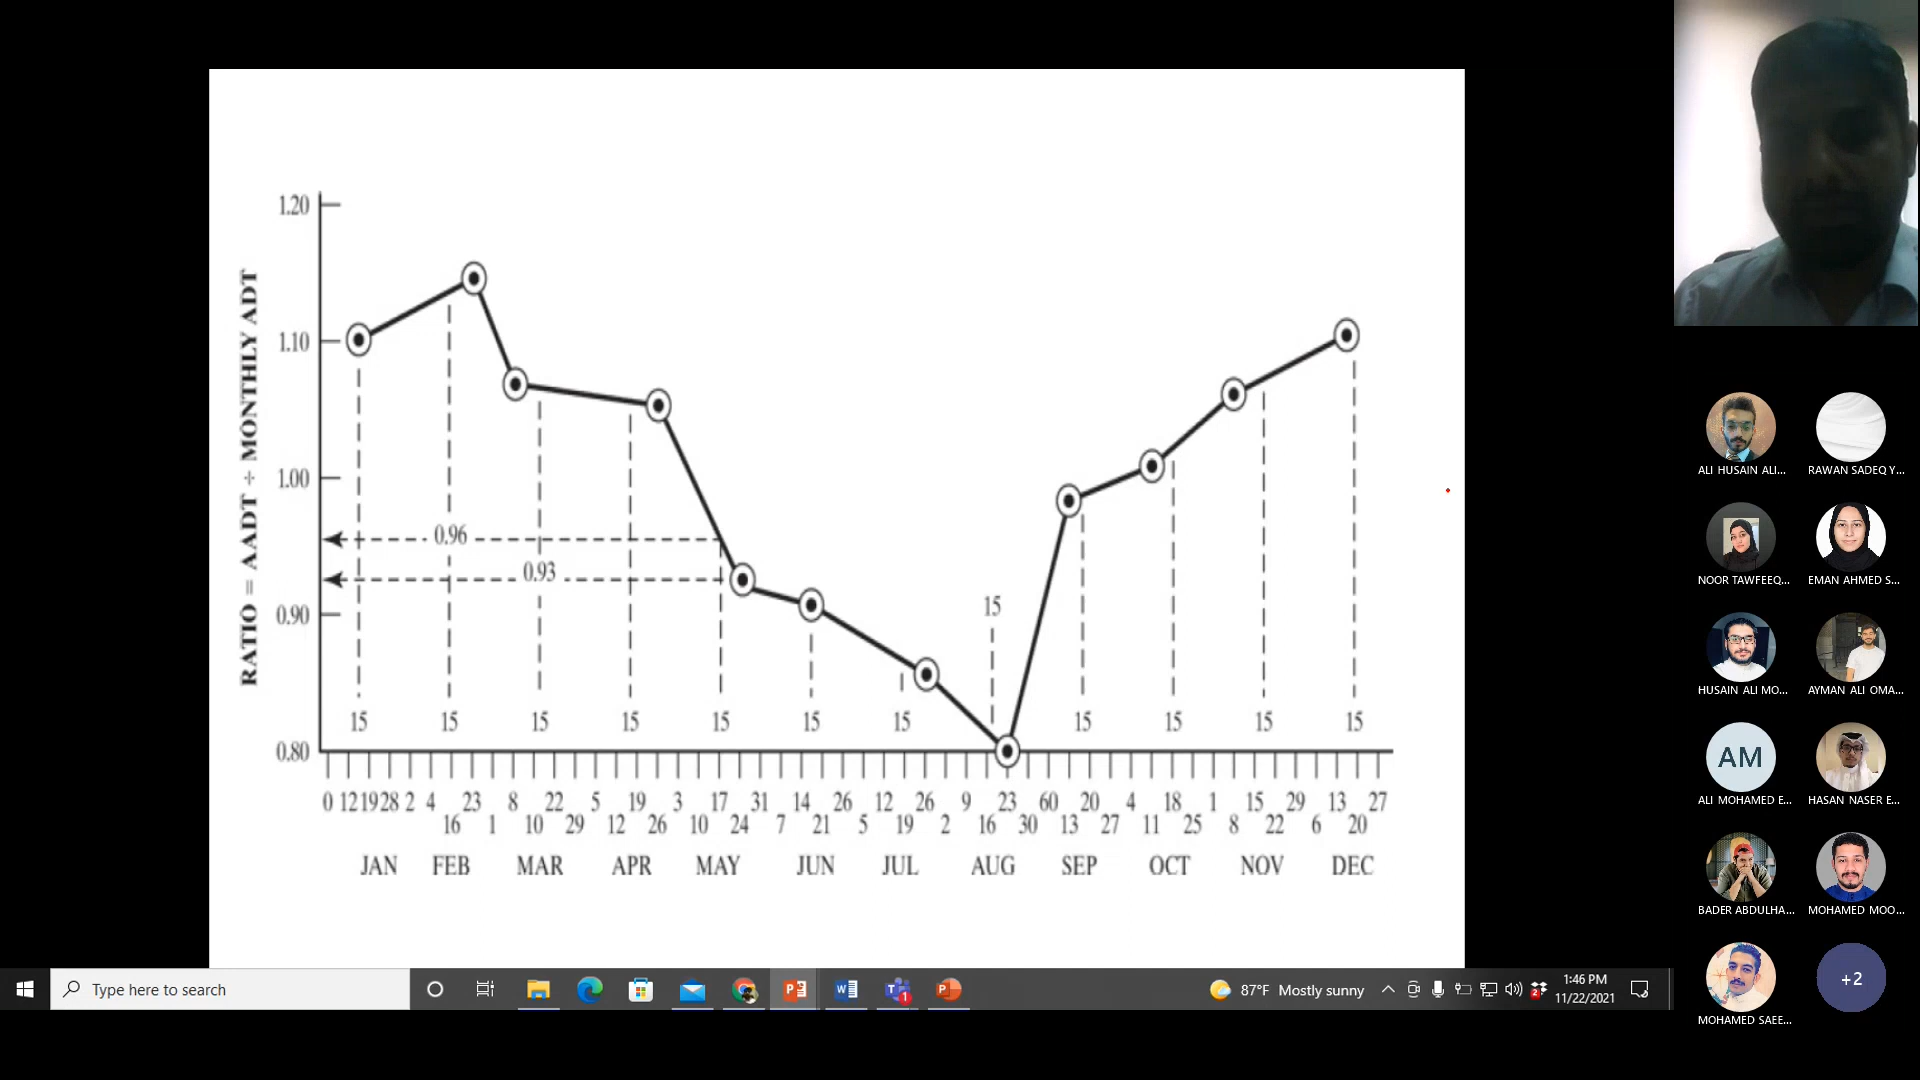 1.20
1.10
1.00
0.90
0.80
RATIO = AADT ÷ MONTHLY ADT
0.96
0.93
15
15 15 15 15 15 15 15 15 15 15 15
0 12 19 28 2 4 23 8 22 5 19 3 17 31 14 26 12 26 9 23 60 20 4 18 1 15 29 13 27
16 1 10 29 12 26 10 24 7 21 5 19 2 16 30 13 27 11 25 8 22 6 20
JAN FEB MAR APR MAY JUN JUL AUG SEP OCT NOV DEC
Type here to search
87°F Mostly sunny
1:46 PM
11/22/2021
1
2
ALI HUSAIN ALI...
RAWAN SADEQ Y...
NOOR TAWFEEQ...
EMAN AHMED S...
HUSAIN ALI MO...
AYMAN ALI OMA...
AM
ALI MOHAMED E...
HASAN NASER E...
BADER ABDULHA...
MOHAMED MOO...
MOHAMED SAEE...
+2